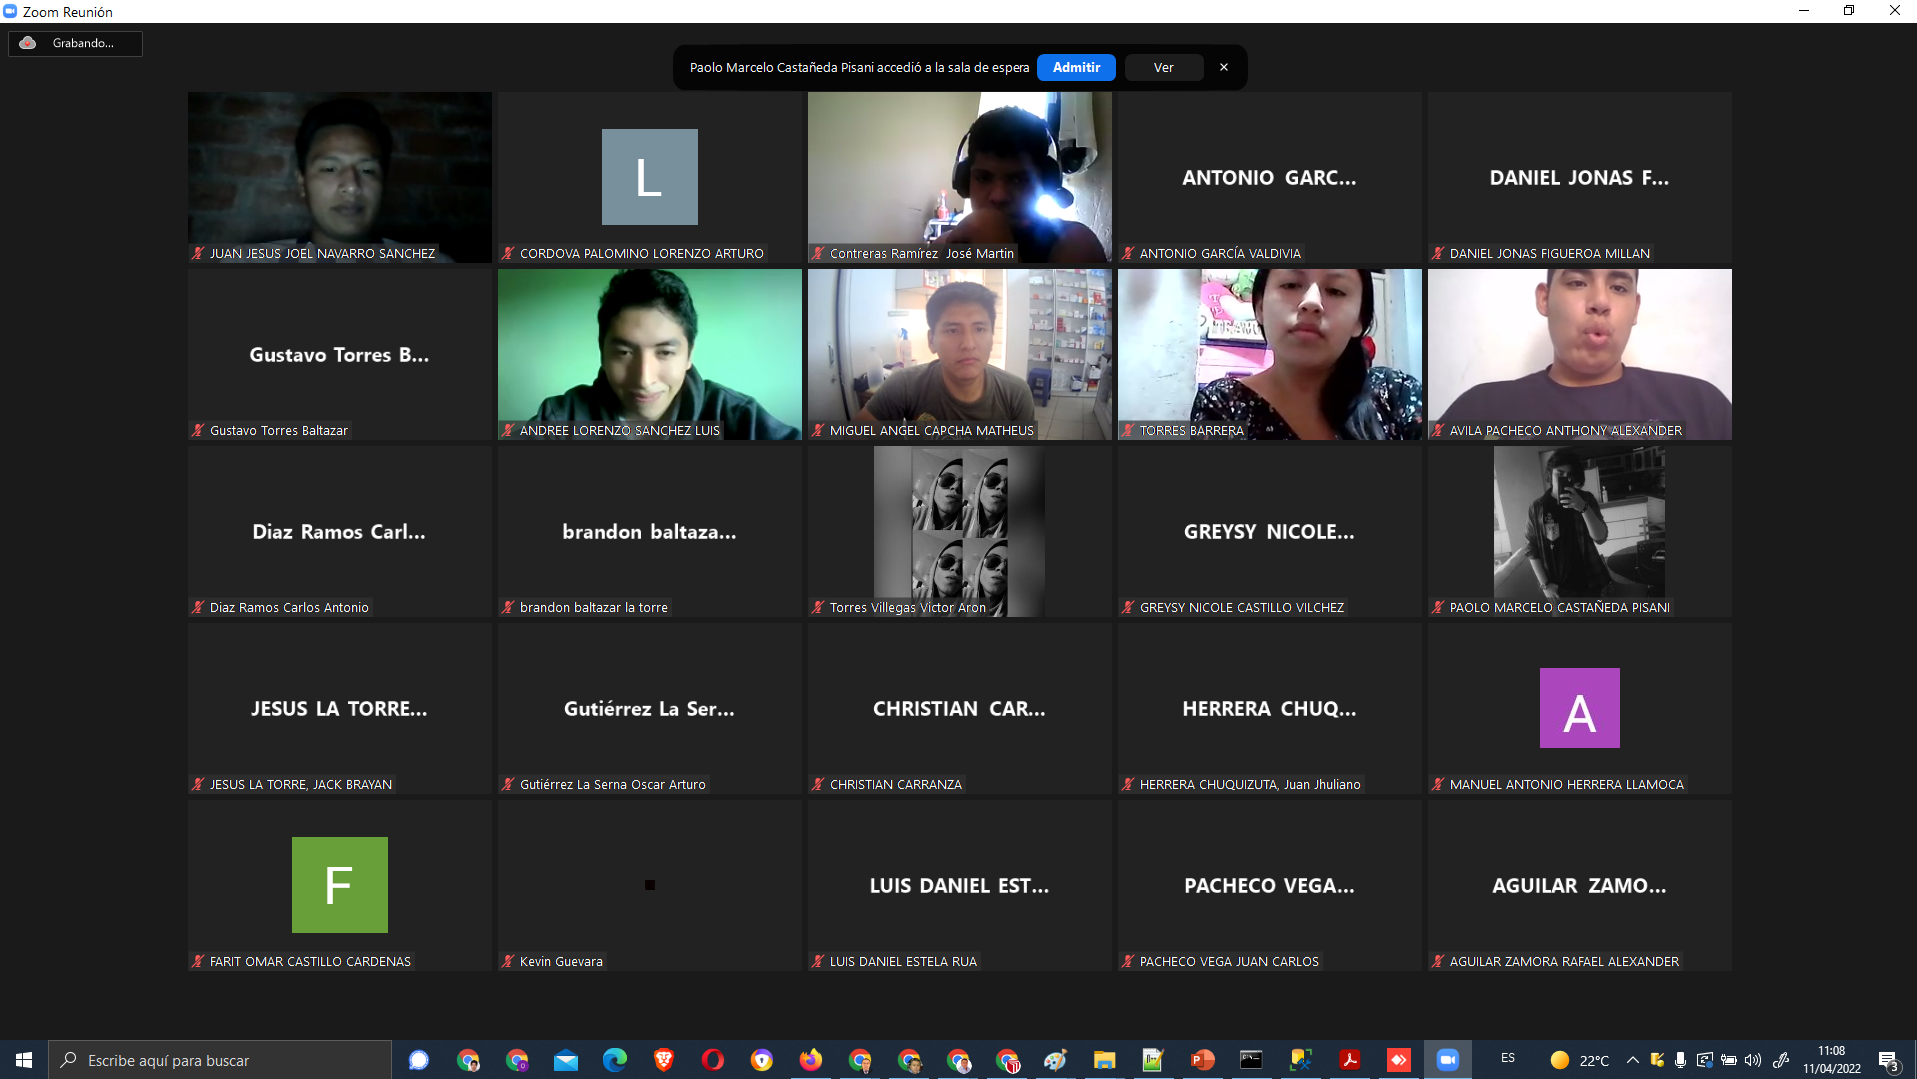 Zoom Reunión
Grabando...
Paolo Marcelo Castañeda Pisani accedió a la sala de espera
Admitir
Ver
JUAN JESUS JOEL NAVARRO SANCHEZ
L
CORDOVA PALOMINO LORENZO ARTURO
Contreras Ramírez José Martin
ANTONIO GARC...
ANTONIO GARCÍA VALDIVIA
DANIEL JONAS F...
DANIEL JONAS FIGUEROA MILLAN
Gustavo Torres B...
Gustavo Torres Baltazar
ANDREE LORENZO SANCHEZ LUIS
MIGUEL ANGEL CAPCHA MATHEUS
TEAM
TORRES BARRERA
AVILA PACHECO ANTHONY ALEXANDER
Diaz Ramos Carl...
Diaz Ramos Carlos Antonio
brandon baltaza...
brandon baltazar la torre
Torres Villegas Victor Aron
GREYSY NICOLE...
GREYSY NICOLE CASTILLO VILCHEZ
PAOLO MARCELO CASTAÑEDA PISANI
JESUS LA TORRE...
JESUS LA TORRE, JACK BRAYAN
Gutiérrez La Ser...
Gutiérrez La Serna Oscar Arturo
CHRISTIAN CAR...
CHRISTIAN CARRANZA
HERRERA CHUQ...
HERRERA CHUQUIZUTA, Juan Jhuliano
A
MANUEL ANTONIO HERRERA LLAMOCA
F
FARIT OMAR CASTILLO CARDENAS
Kevin Guevara
LUIS DANIEL EST...
LUIS DANIEL ESTELA RUA
PACHECO VEGA...
PACHECO VEGA JUAN CARLOS
AGUILAR ZAMO...
AGUILAR ZAMORA RAFAEL ALEXANDER
Escribe aquí para buscar
ES
22°C
11:08
11/04/2022
3